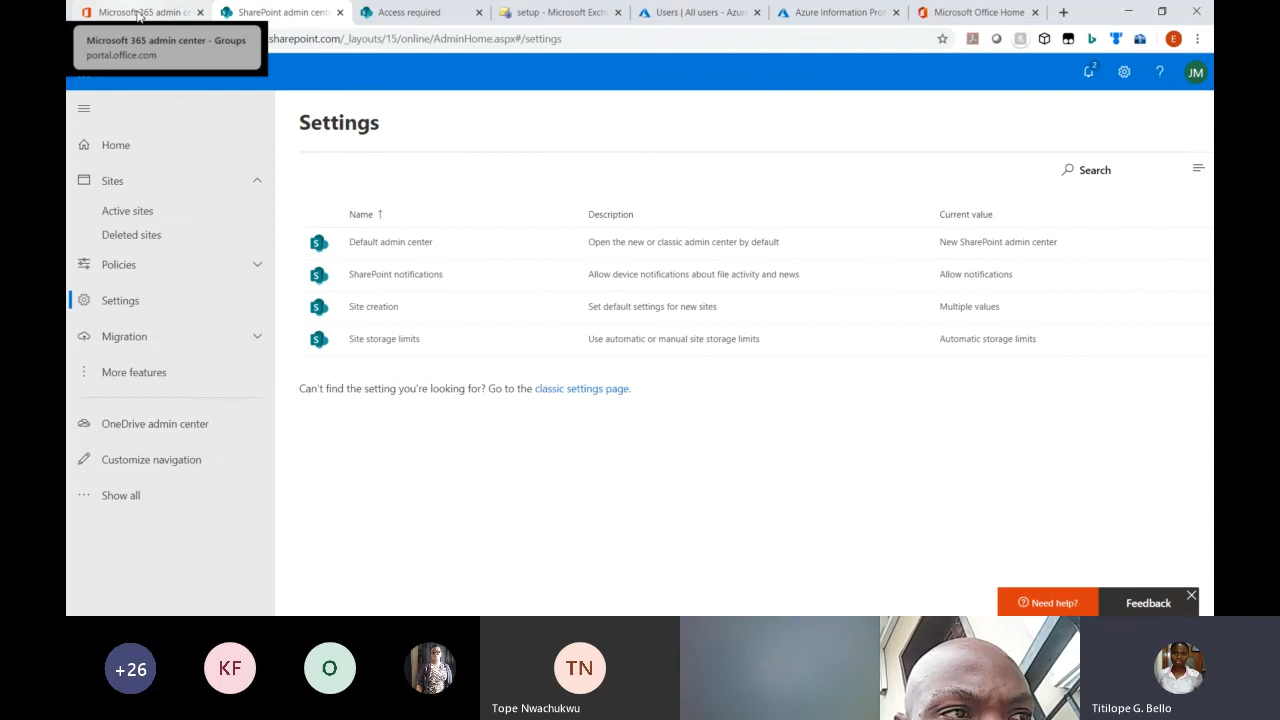 Microsoft 365 admin ce
SharePoint admin cente
Access required
setup - Microsoft Exch
Users | All users - Azur
Azure Information Prot
Microsoft Office Home
Microsoft 365 admin center - Groups
portal.office.com
sharepoint.com/_layouts/15/online/AdminHome.aspx#/settings
E
2
JM
Settings
Home
Sites
Active sites
Deleted sites
Policies
Settings
Migration
More features
OneDrive admin center
Customize navigation
Show all
Search
Name ↑ Description Current value
Default admin center Open the new or classic admin center by default New SharePoint admin center
SharePoint notifications Allow device notifications about file activity and news Allow notifications
Site creation Set default settings for new sites Multiple values
Site storage limits Use automatic or manual site storage limits Automatic storage limits
Can't find the setting you're looking for? Go to the classic settings page.
Need help?
Feedback
+26
KF
O
TN
Tope Nwachukwu
Titilope G. Bello